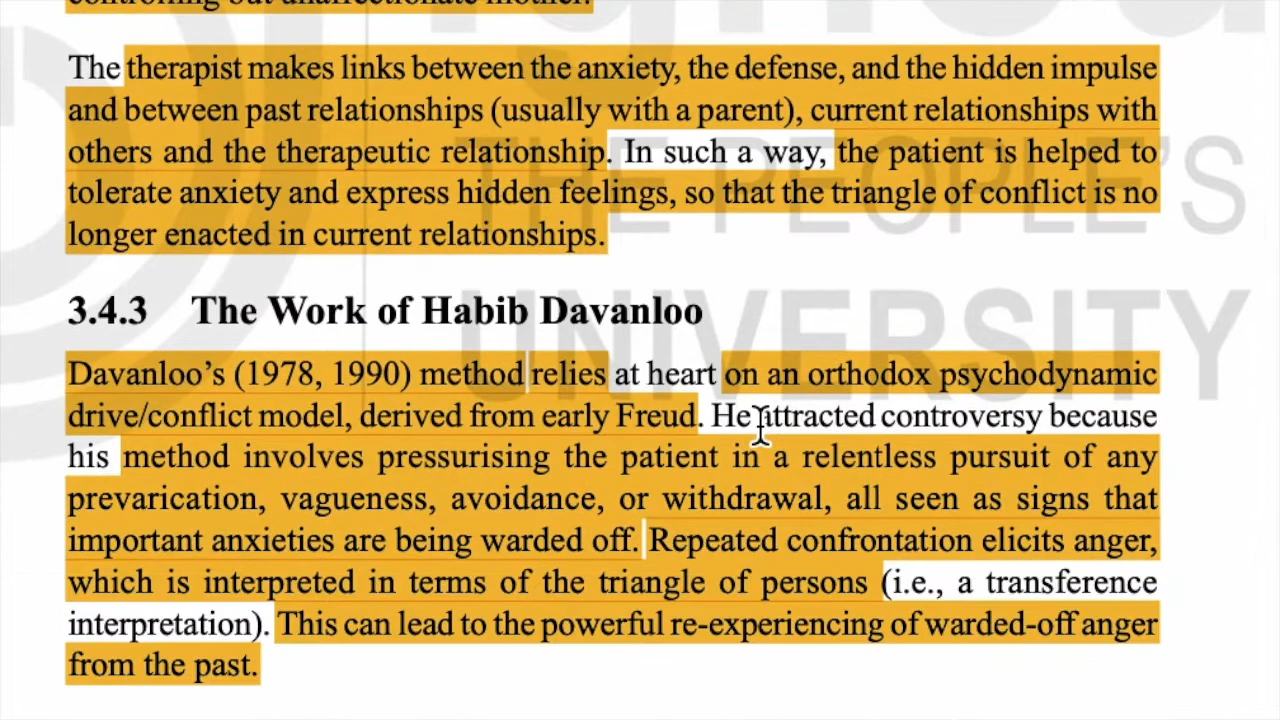 controlling but unaffectionate mother.
The therapist makes links between the anxiety, the defense, and the hidden impulse
and between past relationships (usually with a parent), current relationships with
others and the therapeutic relationship. In such a way, the patient is helped to
tolerate anxiety and express hidden feelings, so that the triangle of conflict is no
longer enacted in current relationships.
THE PEOPLE'S
UNIVERSITY
3.4.3 The Work of Habib Davanloo
Davanloo’s (1978, 1990) method relies at heart on an orthodox psychodynamic
drive/conflict model, derived from early Freud. He attracted controversy because
his method involves pressurising the patient in a relentless pursuit of any
prevarication, vagueness, avoidance, or withdrawal, all seen as signs that
important anxieties are being warded off. Repeated confrontation elicits anger,
which is interpreted in terms of the triangle of persons (i.e., a transference
interpretation). This can lead to the powerful re-experiencing of warded-off anger
from the past.